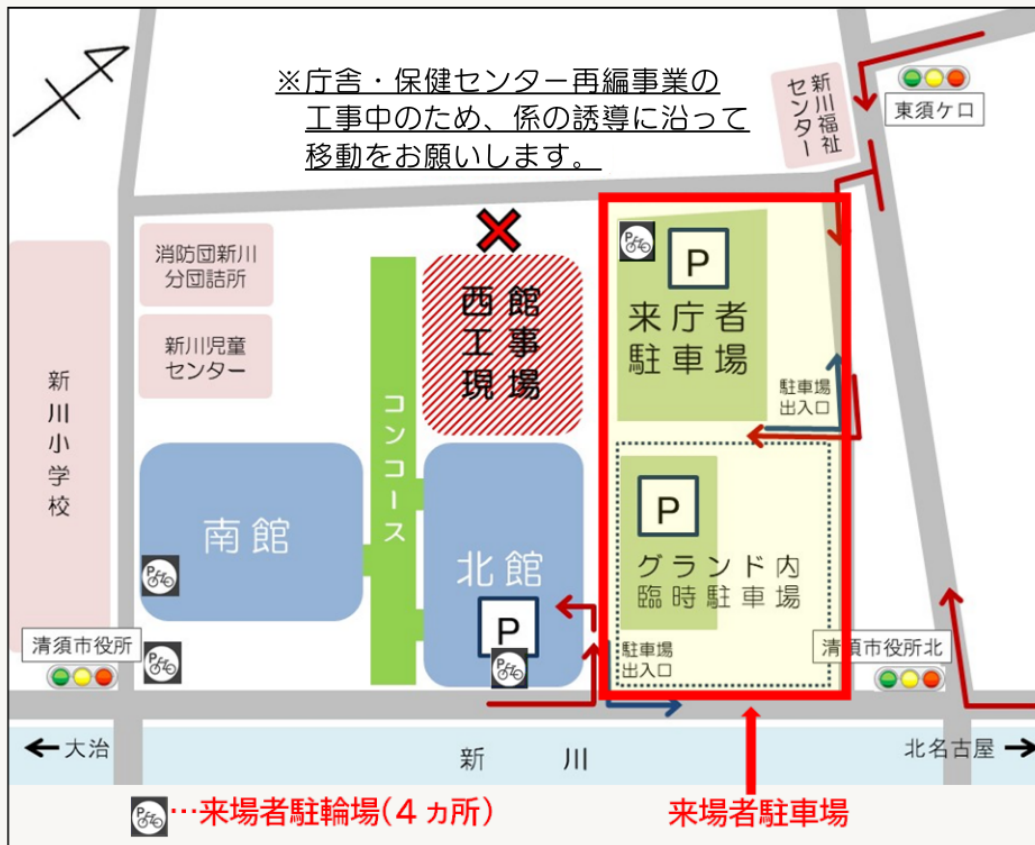 ※庁舎・保健センター再編事業の
工事中のため、係の誘導に沿って
移動をお願いします。
新川福祉
センター
東須ケ口
消防団新川
分団詰所
新川児童
センター
新川小学校
コンコース
西館
工事
現場
P
P
来庁者
駐車場
駐車場
出入口
南館
北館
P
P
P
グランド内
臨時駐車場
P
P
P
駐車場
出入口
清須市役所
清須市役所北
←大治
新川
北名古屋→
P
…来場者駐輪場(4ヵ所)
来場者駐車場